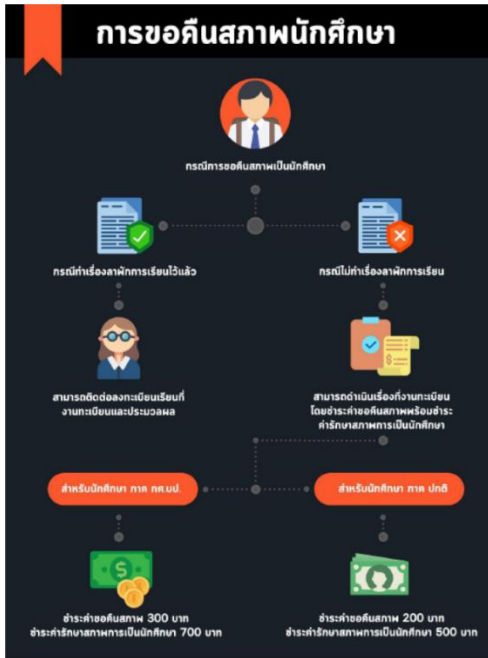 การขอคืนสภาพนักศึกษา
กรณีการขอคืนสภาพเป็นนักศึกษา
กรณีทำเรื่องลาพักการเรียนไว้แล้ว
กรณีไม่ทำเรื่องลาพักการเรียน
สามารถติดต่อลงทะเบียนเรียนที่
งานทะเบียนและประมวลผล
สามารถดำเนินเรื่องที่งานทะเบียน
โดยชำระค่าขอคืนสภาพพร้อมชำระ
ค่ารักษาสภาพการเป็นนักศึกษา
สำหรับนักศึกษา ภาค กศ.บป.
สำหรับนักศึกษา ภาค ปกติ
ชำระค่าขอคืนสภาพ 300 บาท
ชำระค่ารักษาสภาพการเป็นนักศึกษา 700 บาท
ชำระค่าขอคืนสภาพ 200 บาท
ชำระค่ารักษาสภาพการเป็นนักศึกษา 500 บาท